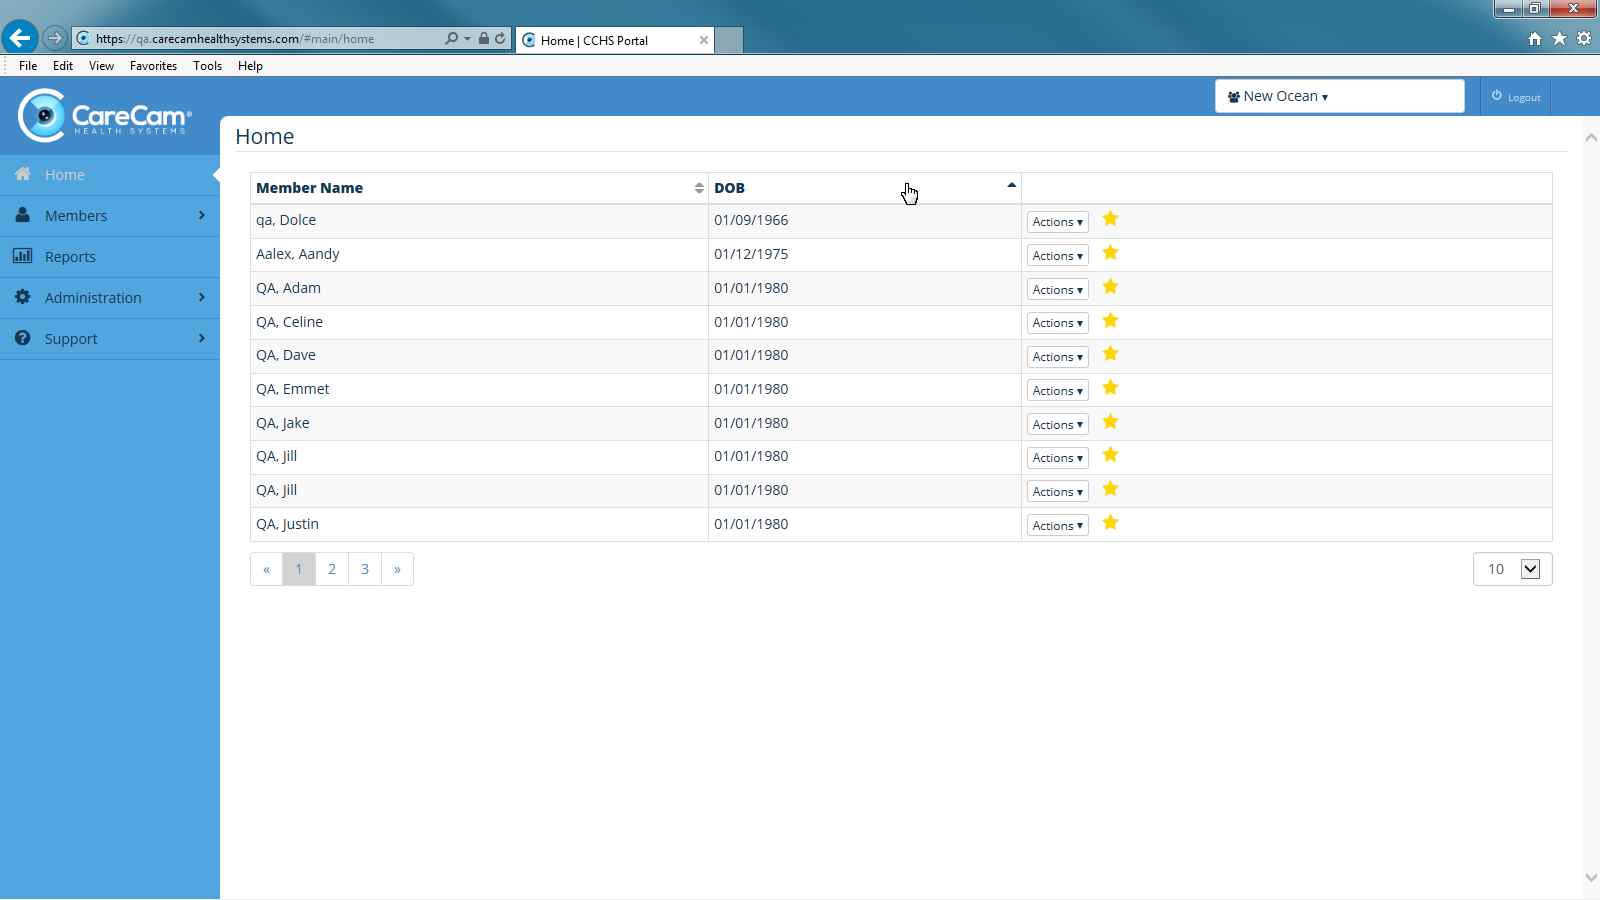 https://qa.carecamhealthsystems.com/#main/home
Home | CCHS Portal
File Edit View Favorites Tools Help
CareCam®
HEALTH SYSTEMS
New Ocean ▾
Logout
Home
Members
Reports
Administration
Support
Home
Member Name DOB
qa, Dolce 01/09/1966 Actions ▾
Aalex, Aandy 01/12/1975 Actions ▾
QA, Adam 01/01/1980 Actions ▾
QA, Celine 01/01/1980 Actions ▾
QA, Dave 01/01/1980 Actions ▾
QA, Emmet 01/01/1980 Actions ▾
QA, Jake 01/01/1980 Actions ▾
QA, Jill 01/01/1980 Actions ▾
QA, Jill 01/01/1980 Actions ▾
QA, Justin 01/01/1980 Actions ▾
« 1 2 3 »
10